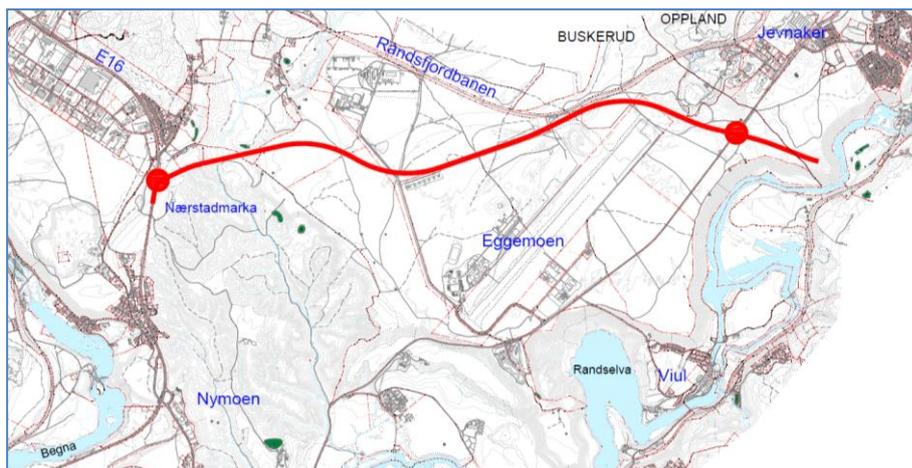 OPPLAND
BUSKERUD
Jevnaker
E16
Randsfjordbanen
Nærstadmarka
Eggemoen
Randselva
Viul
Nymoen
Begna